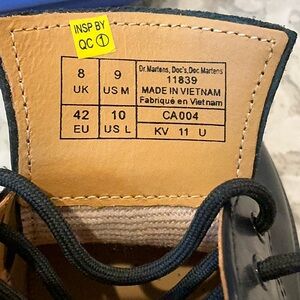 INSP BY
QC 1
8 UK
9 US M
Dr.Martens, Doc's, Doc Martens
11839
MADE IN VIETNAM
Fabriqué en Vietnam
42 EU
10 US L
CA004
KV 11 U